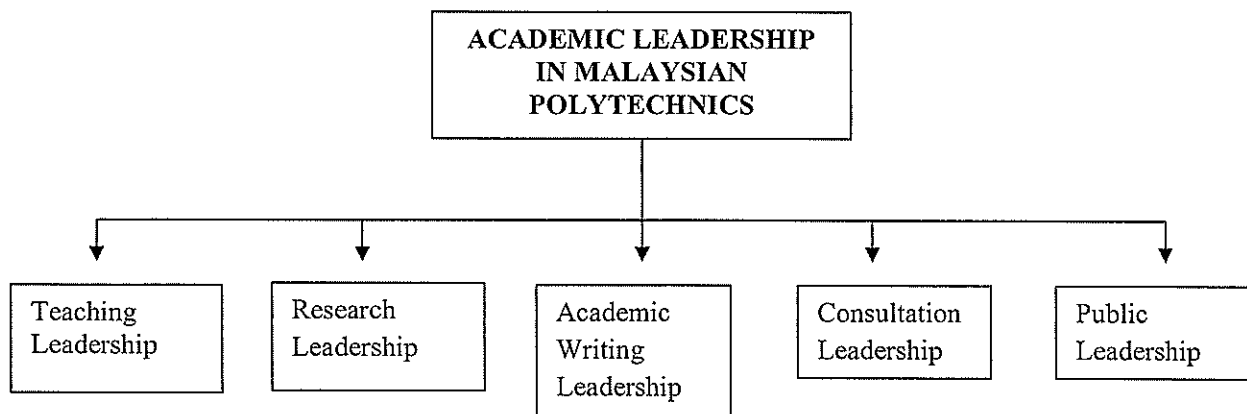 ACADEMIC LEADERSHIP
IN MALAYSIAN
POLYTECHNICS
Teaching
Leadership
Research
Leadership
Academic
Writing
Leadership
Consultation
Leadership
Public
Leadership